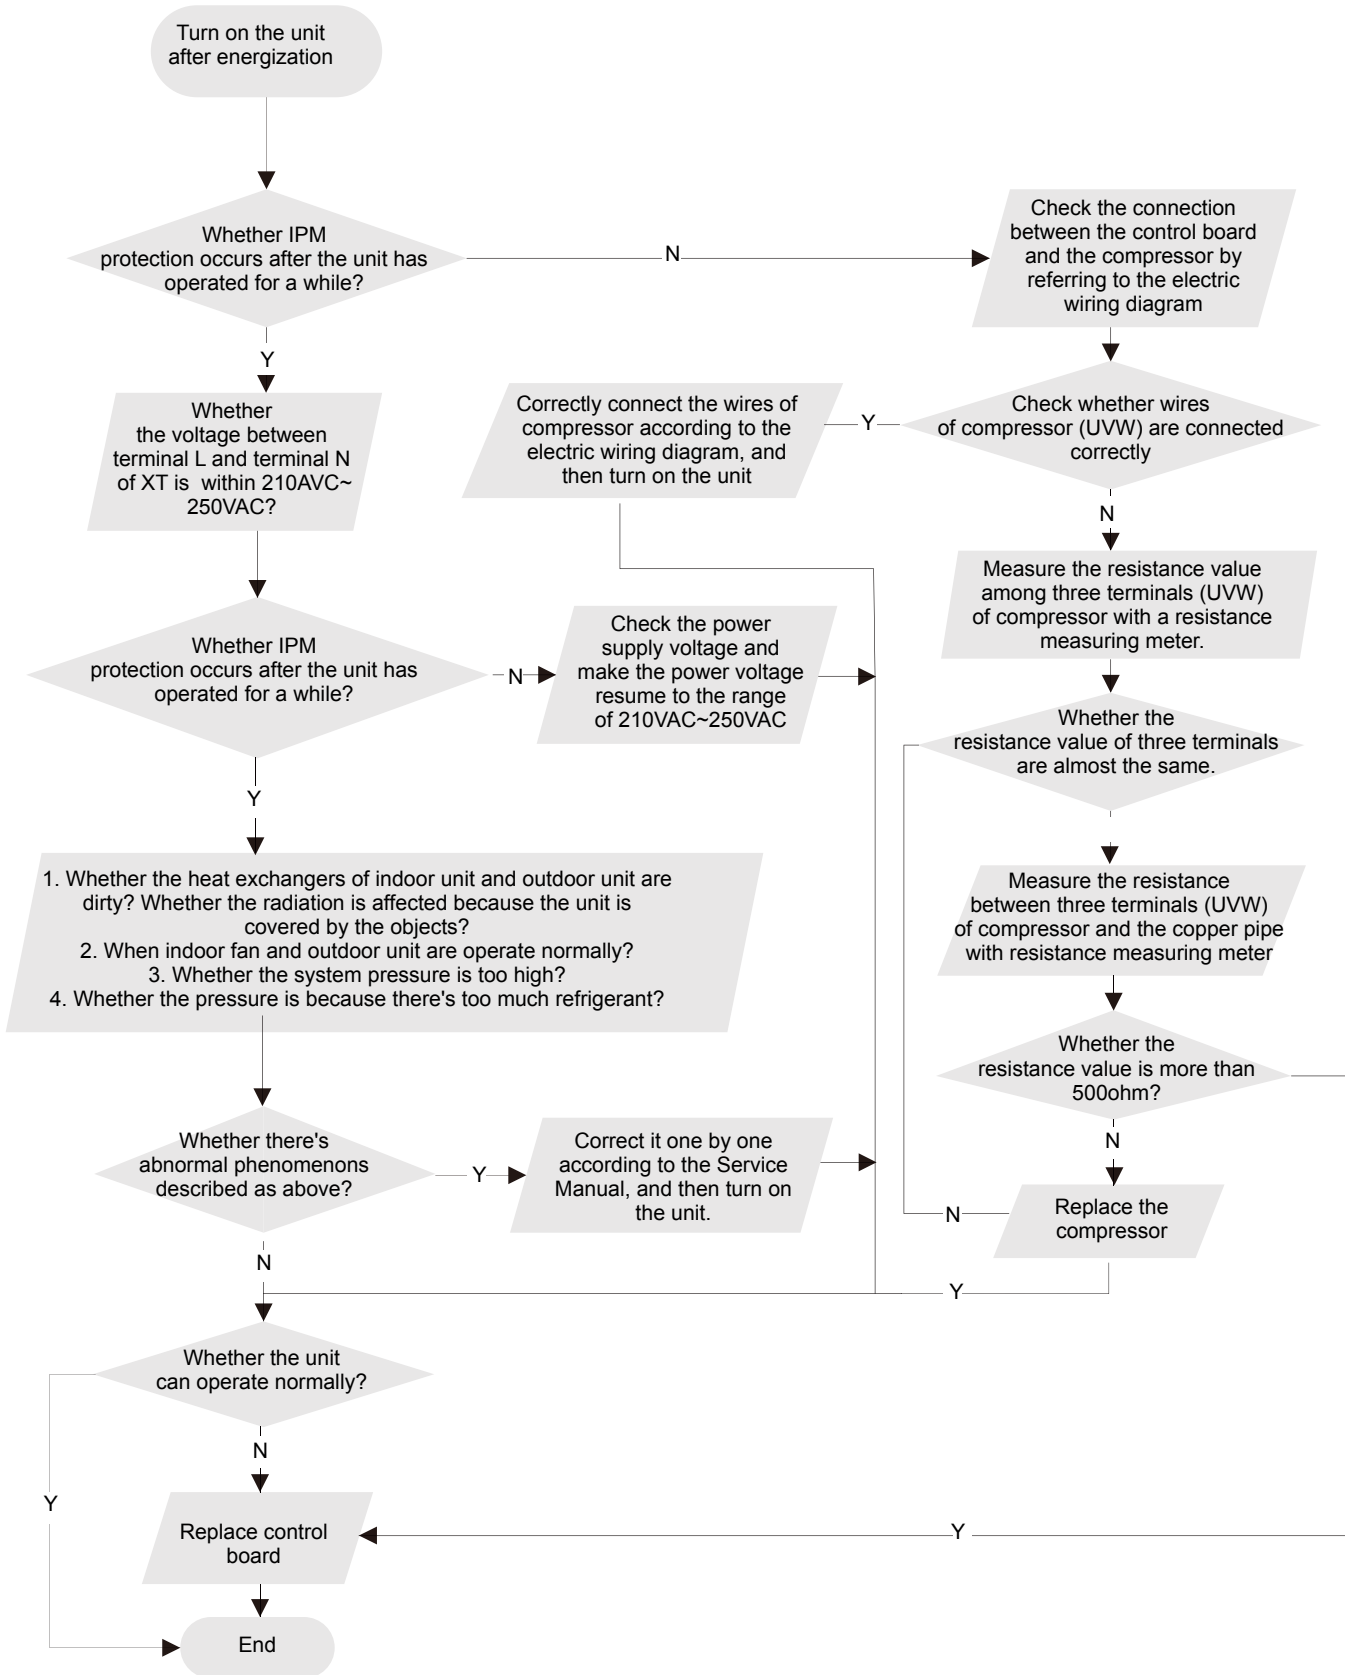 Turn on the unit
after energization
Whether IPM
protection occurs after the unit has
operated for a while?
N
Check the connection
between the control board
and the compressor by
referring to the electric
wiring diagram
Y
Whether
the voltage between
terminal L and terminal N
of XT is within 210AVC~
250VAC?
Correctly connect the wires of
compressor according to the
electric wiring diagram, and
then turn on the unit
Y
Check whether wires
of compressor (UVW) are connected
correctly
N
Measure the resistance value
among three terminals (UVW)
of compressor with a resistance
measuring meter.
Whether IPM
protection occurs after the unit has
operated for a while?
N
Check the power
supply voltage and
make the power voltage
resume to the range
of 210VAC~250VAC
Whether the
resistance value of three terminals
are almost the same.
Y
1. Whether the heat exchangers of indoor unit and outdoor unit are
dirty? Whether the radiation is affected because the unit is
covered by the objects?
2. When indoor fan and outdoor unit are operate normally?
3. Whether the system pressure is too high?
4. Whether the pressure is because there's too much refrigerant?
Measure the resistance
between three terminals (UVW)
of compressor and the copper pipe
with resistance measuring meter
Whether the
resistance value is more than
500ohm?
N
Whether there's
abnormal phenomenons
described as above?
Y
Correct it one by one
according to the Service
Manual, and then turn on
the unit.
N
Replace the
compressor
N
Y
Whether the unit
can operate normally?
N
Y
Replace control
board
Y
End